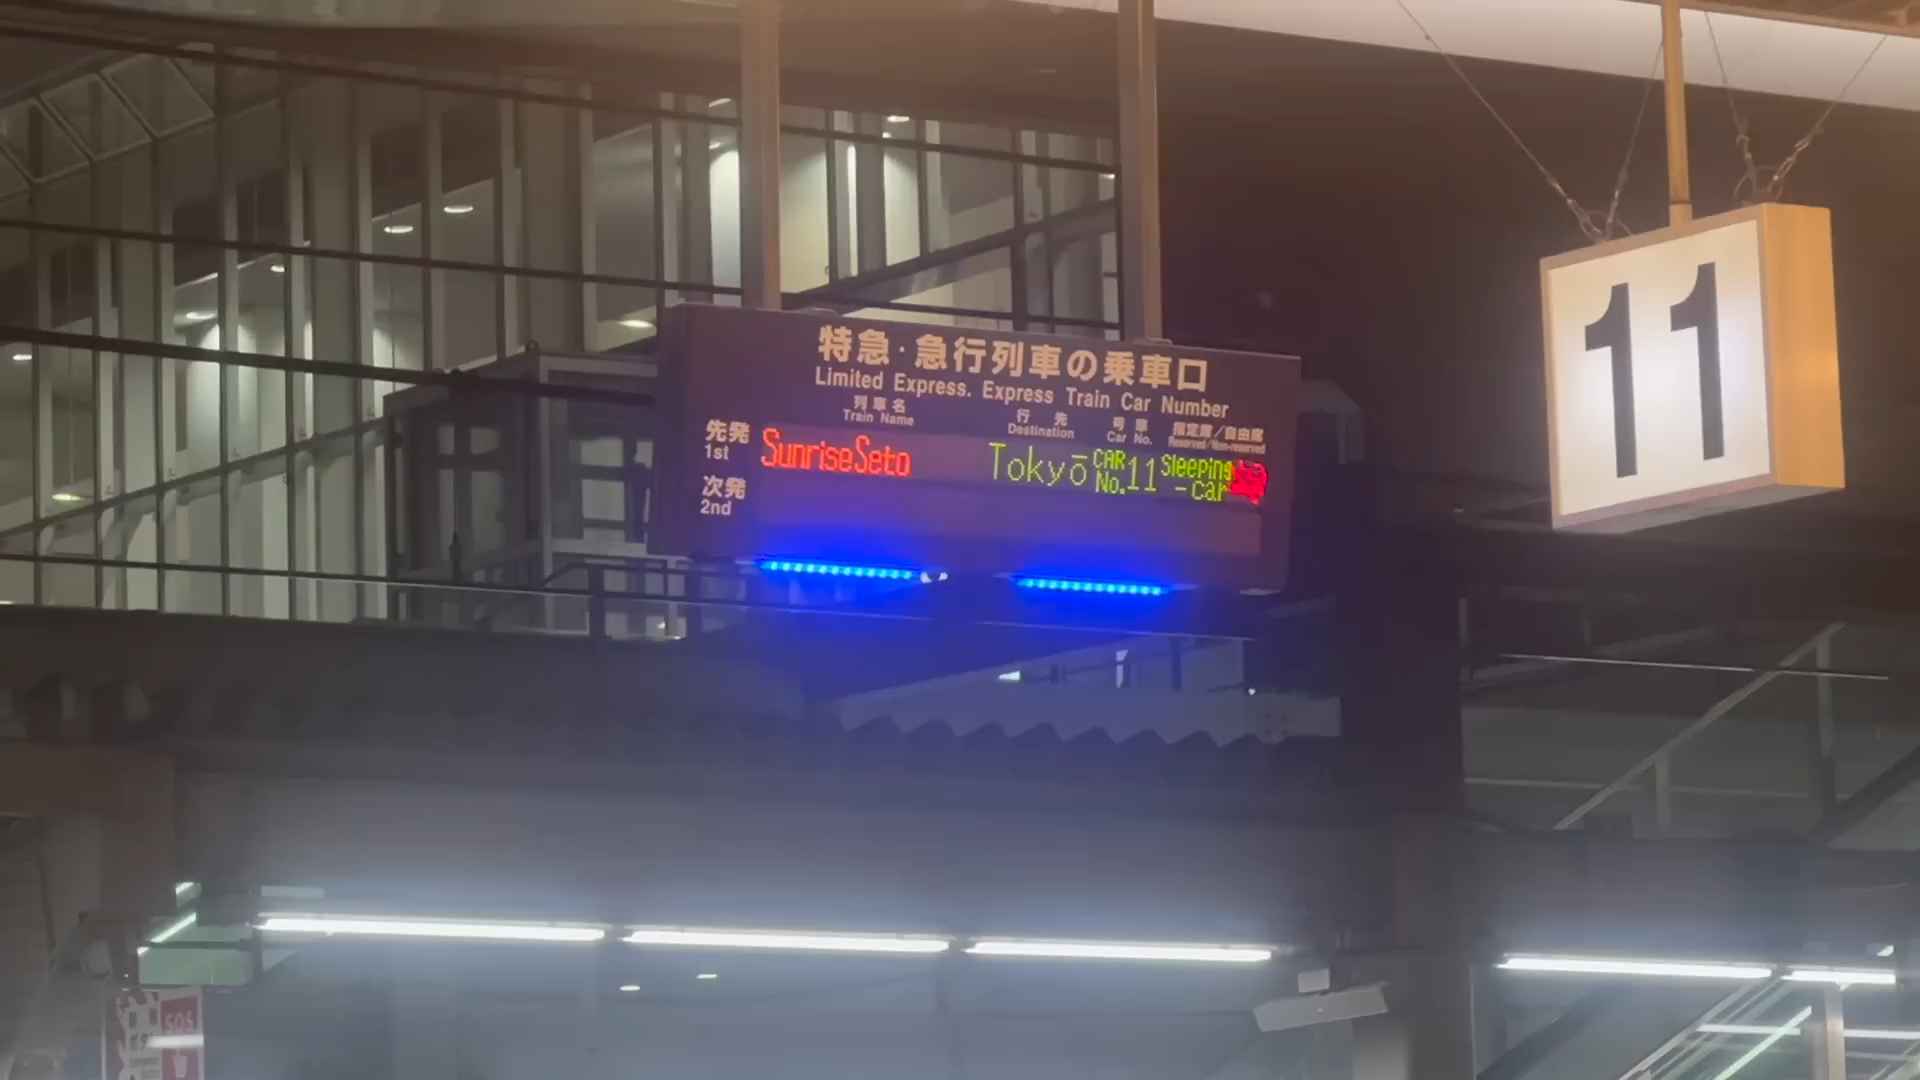 特急・急行列車の乗車口
Limited Express. Express Train Car Number
列車名 行先 号車 指定席/自由席
Train Name Destination Car No. Reserved/Non-reserved
先発
1st
SunriseSeto Tokyō CAR No.11 Sleeping-car
次発
2nd
11
SOS